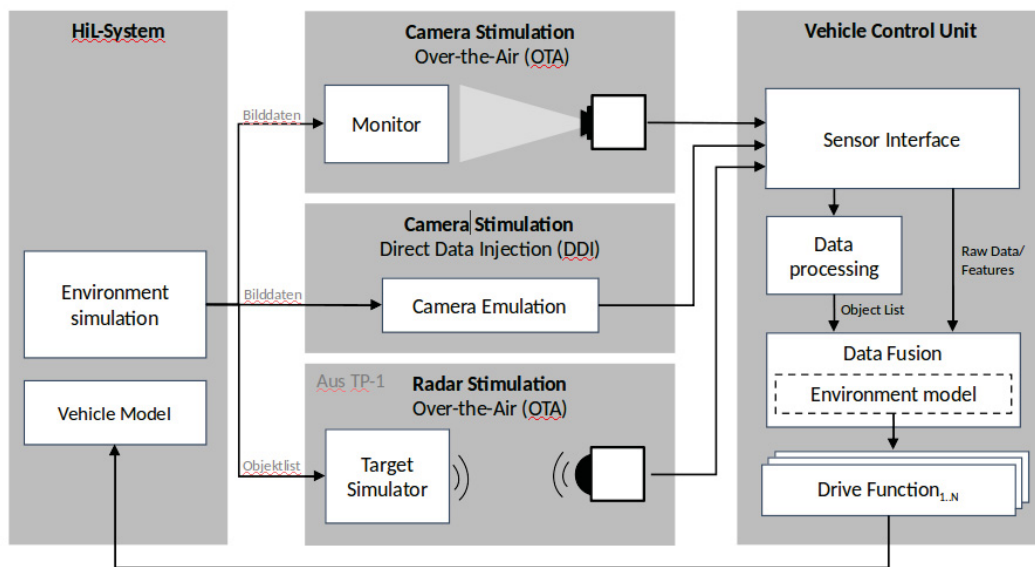 HiL-System
Environment
simulation
Vehicle Model
Bilddaten
Bilddaten
Objektlist
Camera Stimulation
Over-the-Air (OTA)
Monitor
Camera Stimulation
Direct Data Injection (DDI)
Camera Emulation
Aus TP-1
Radar Stimulation
Over-the-Air (OTA)
Target
Simulator
Vehicle Control Unit
Sensor Interface
Data
processing
Raw Data/
Features
Object List
Data Fusion
Environment model
Drive Function1..N